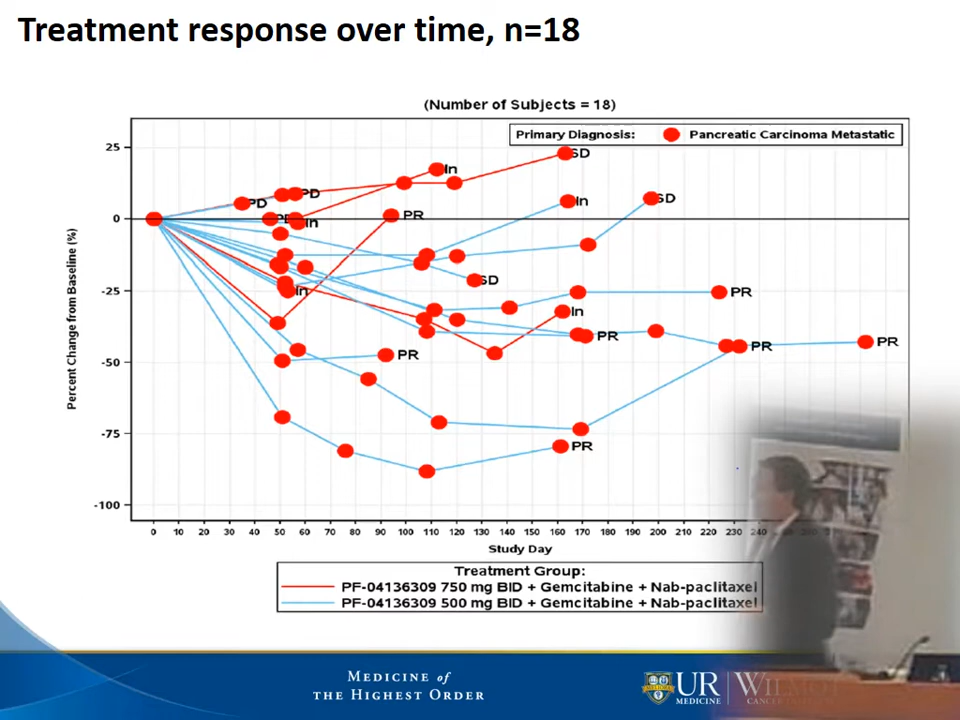 Treatment response over time, n=18
(Number of Subjects = 18)
Primary Diagnosis: Pancreatic Carcinoma Metastatic
Percent Change from Baseline (%)
25
0
-25
-50
-75
-100
SD
In
PD
PD
In
SD
PR
In
SD
In
PR
In
PR
PR
PR
PR
PR
0 10 20 30 40 50 60 70 80 90 100 110 120 130 140 150 160 170 180 190 200 210 220 230
Study Day
Treatment Group:
PF-04136309 750 mg BID + Gemcitabine + Nab-paclitaxel
PF-04136309 500 mg BID + Gemcitabine + Nab-paclitaxel
MEDICINE of
THE HIGHEST ORDER
UR
MEDICINE